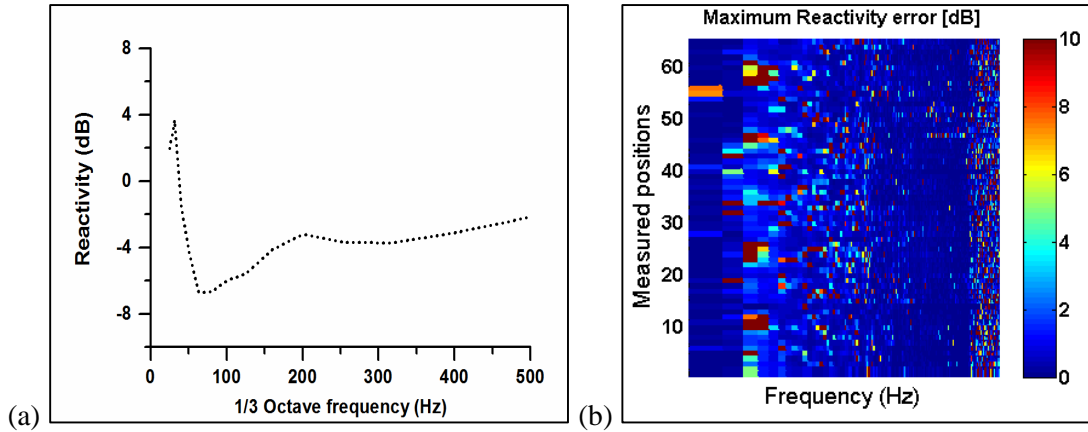 8
4
0
-4
-8
Reactivity (dB)
0 100 200 300 400 500
1/3 Octave frequency (Hz)
(a)
Maximum Reactivity error [dB]
60
50
40
30
20
10
Measured positions
Frequency (Hz)
10
8
6
4
2
0
(b)